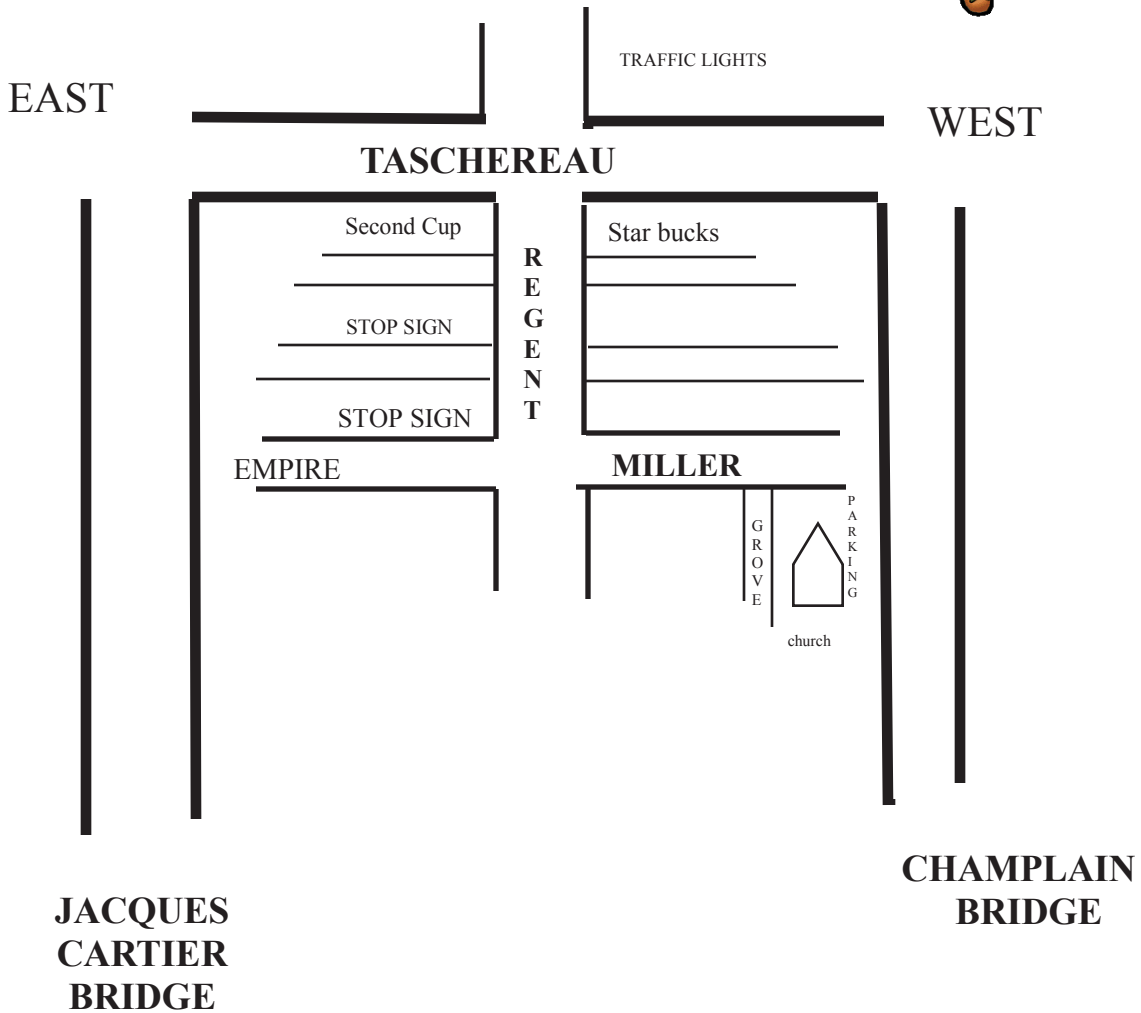 TRAFFIC LIGHTS
EAST
WEST
TASCHEREAU
Second Cup
Star bucks
REGENT
STOP SIGN
STOP SIGN
EMPIRE
MILLER
GROVE
PARKING
church
CHAMPLAIN
BRIDGE
JACQUES
CARTIER
BRIDGE